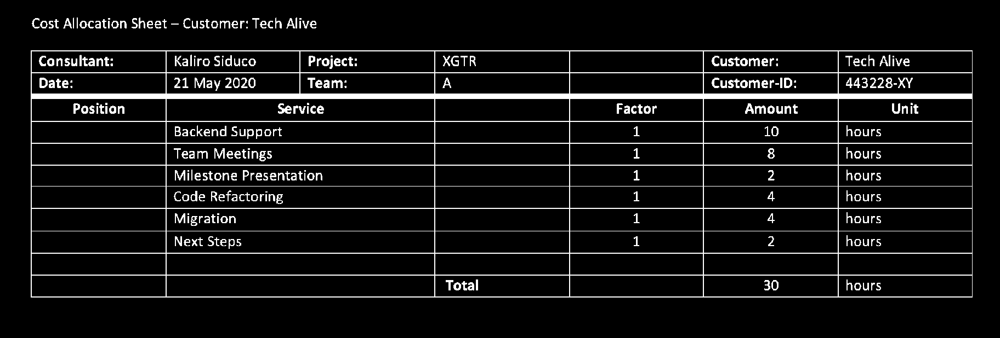 Cost Allocation Sheet – Customer: Tech Alive
Consultant: Kaliro Siduco Project: XGTR Customer: Tech Alive
Date: 21 May 2020 Team: A Customer-ID: 443228-XY
Position Service Factor Amount Unit
Backend Support 1 10 hours
Team Meetings 1 8 hours
Milestone Presentation 1 2 hours
Code Refactoring 1 4 hours
Migration 1 4 hours
Next Steps 1 2 hours
Total 30 hours